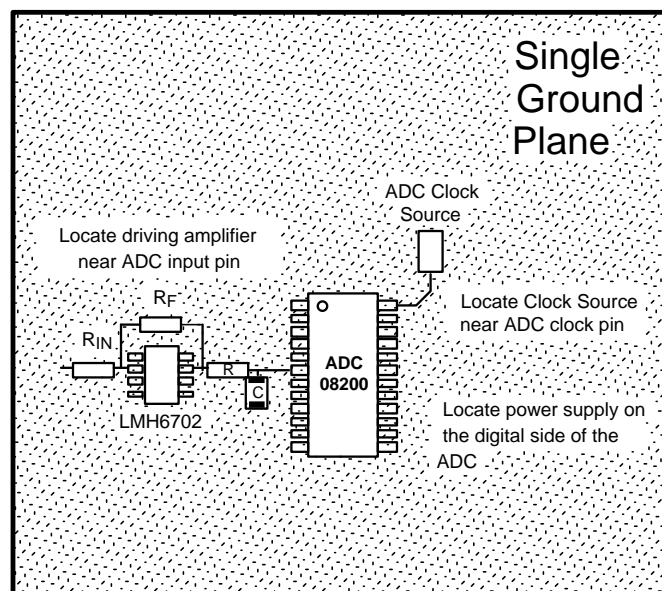 Single
Ground
Plane
ADC Clock
Source
Locate driving amplifier
near ADC input pin
RF
RIN
R
C
LMH6702
ADC
08200
Locate Clock Source
near ADC clock pin
Locate power supply on
the digital side of the
ADC